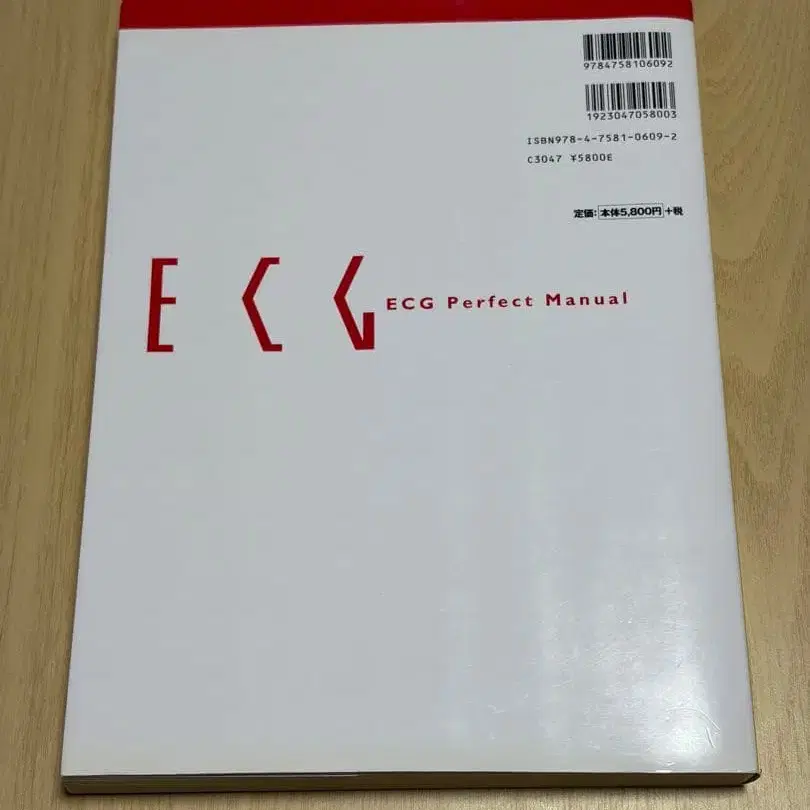 9784758106092
1923047058003
ISBN978-4-7581-0609-2
C3047 ¥5800E
定価: 本体5,800円 +税
ECG
ECG Perfect Manual